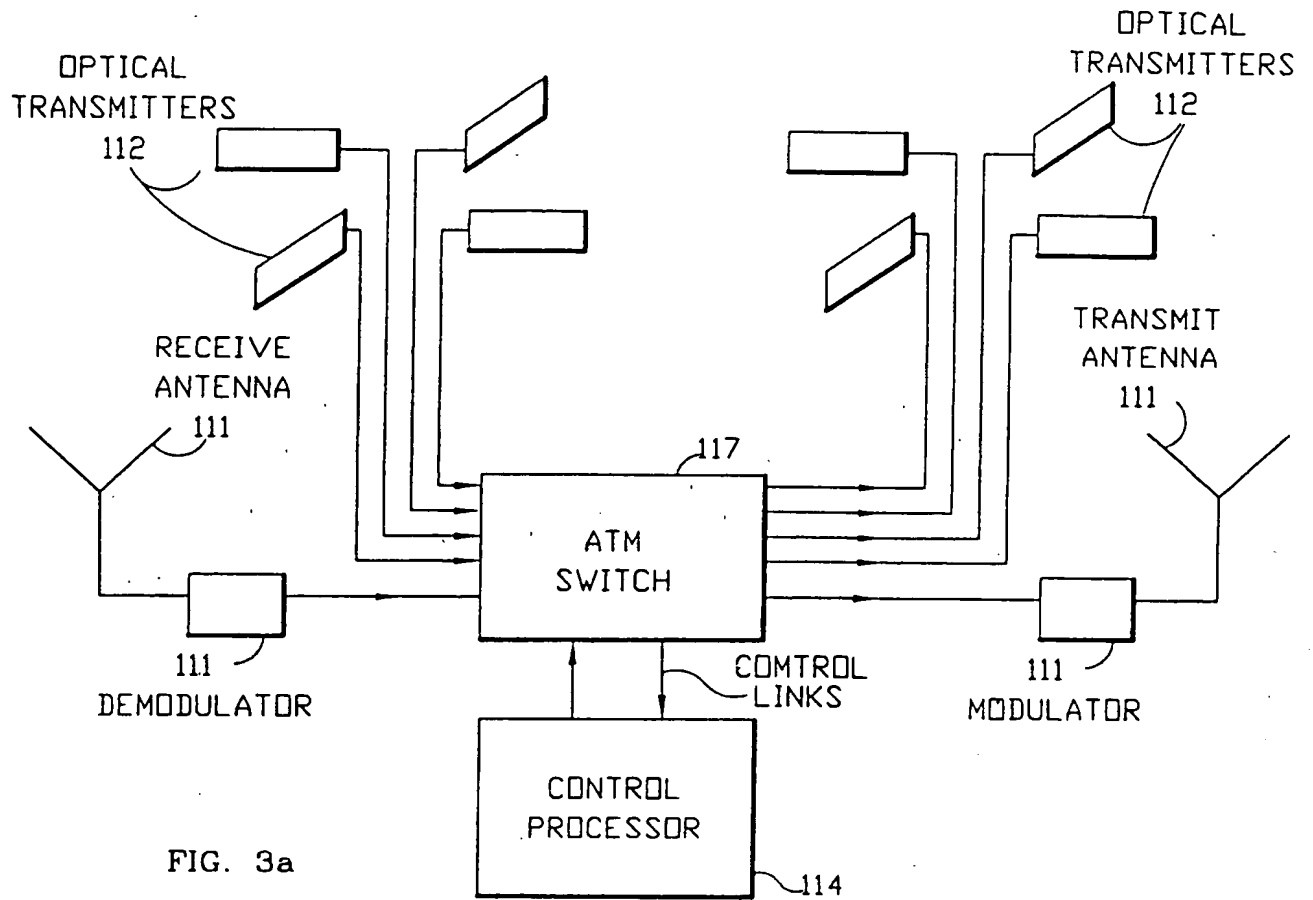 OPTICAL
TRANSMITTERS
112
OPTICAL
TRANSMITTERS
112
RECEIVE
ANTENNA
111
TRANSMIT
ANTENNA
111
117
ATM
SWITCH
111
DEMODULATOR
COMTROL
LINKS
111
MODULATOR
CONTROL
PROCESSOR
114
FIG. 3a